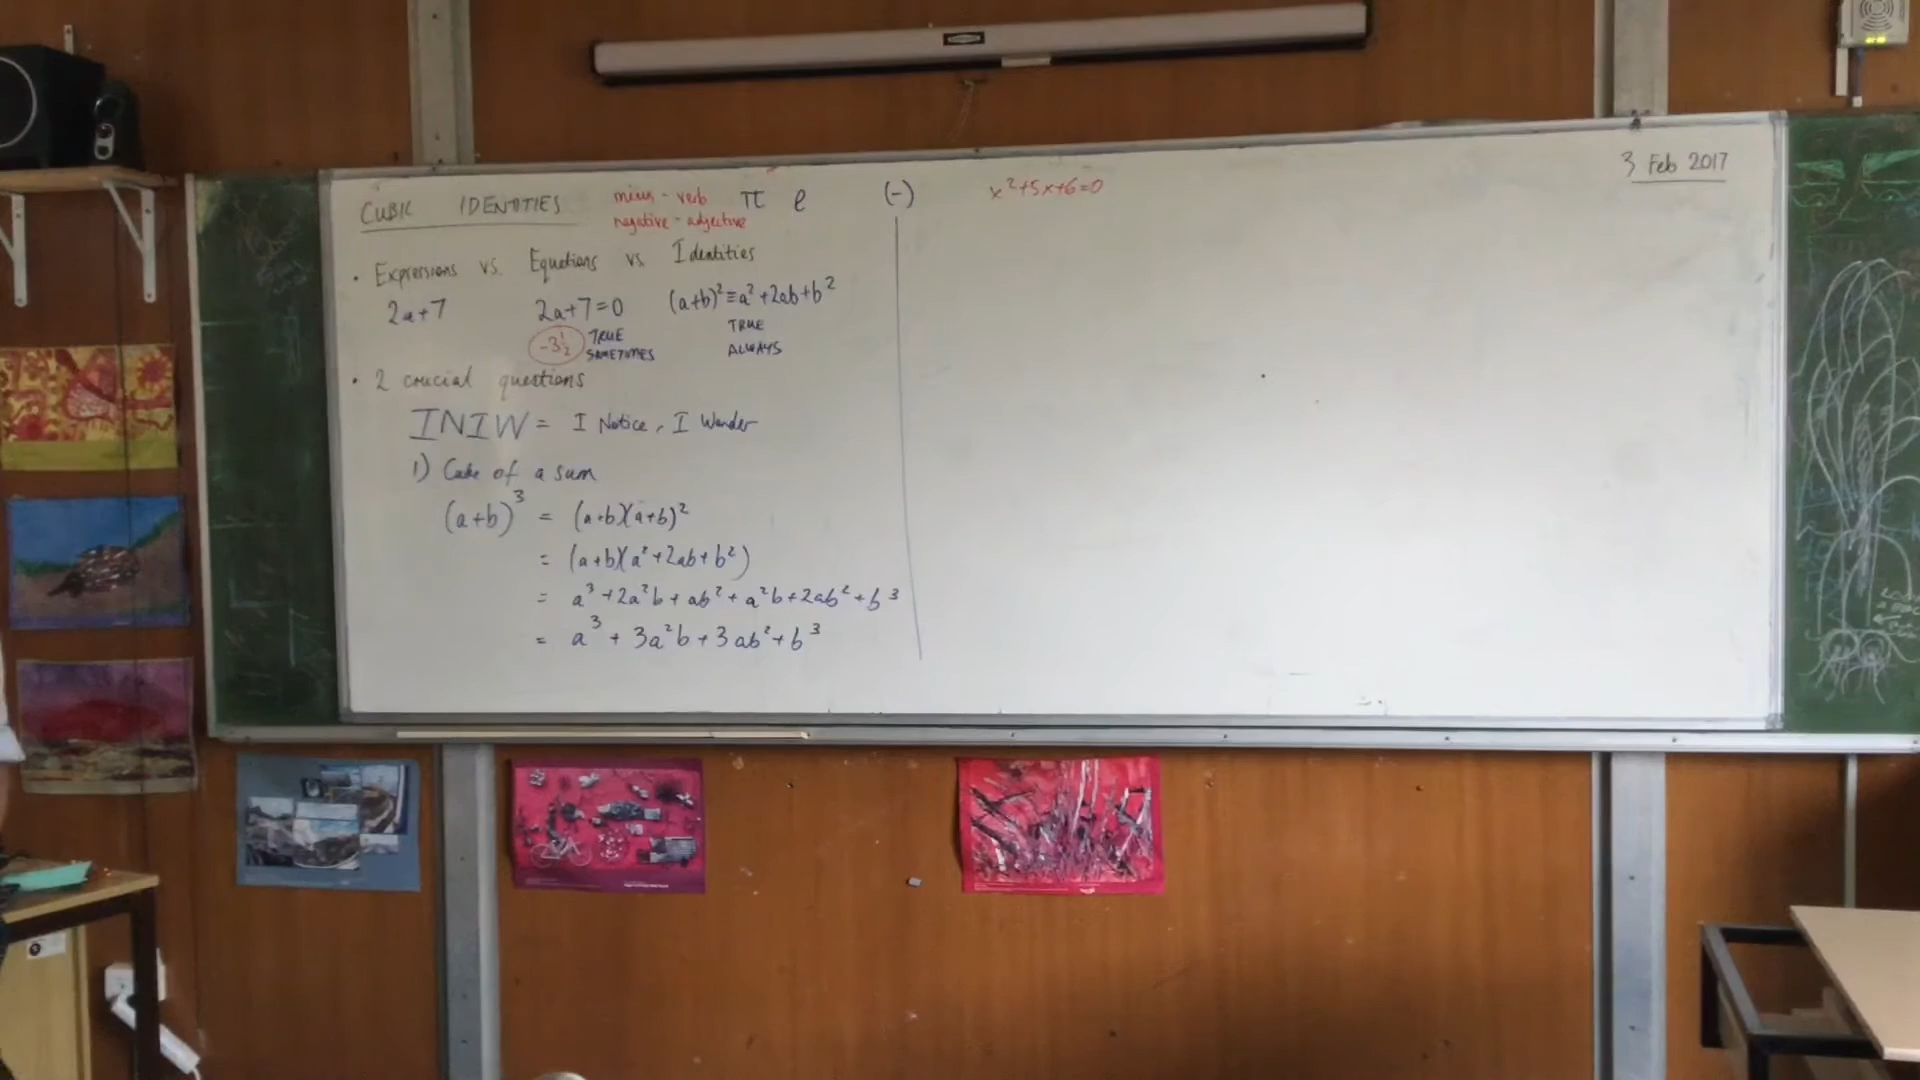 3 Feb 2017
CUBIC IDENTITIES
minus - verb
negative - adjective
π e (-)
x²+5x+6=0
• Expressions vs. Equations vs Identities
2a+7 2a+7=0 (a+b)²≡a²+2ab+b²
-3½ TRUE SOMETIMES
TRUE ALWAYS
• 2 crucial questions
INIW = I Notice, I Wonder
1) Cube of a sum
(a+b)³ = (a+b)(a+b)²
= (a+b)(a²+2ab+b²)
= a³+2a²b+ab²+a²b+2ab²+b³
= a³+3a²b+3ab²+b³